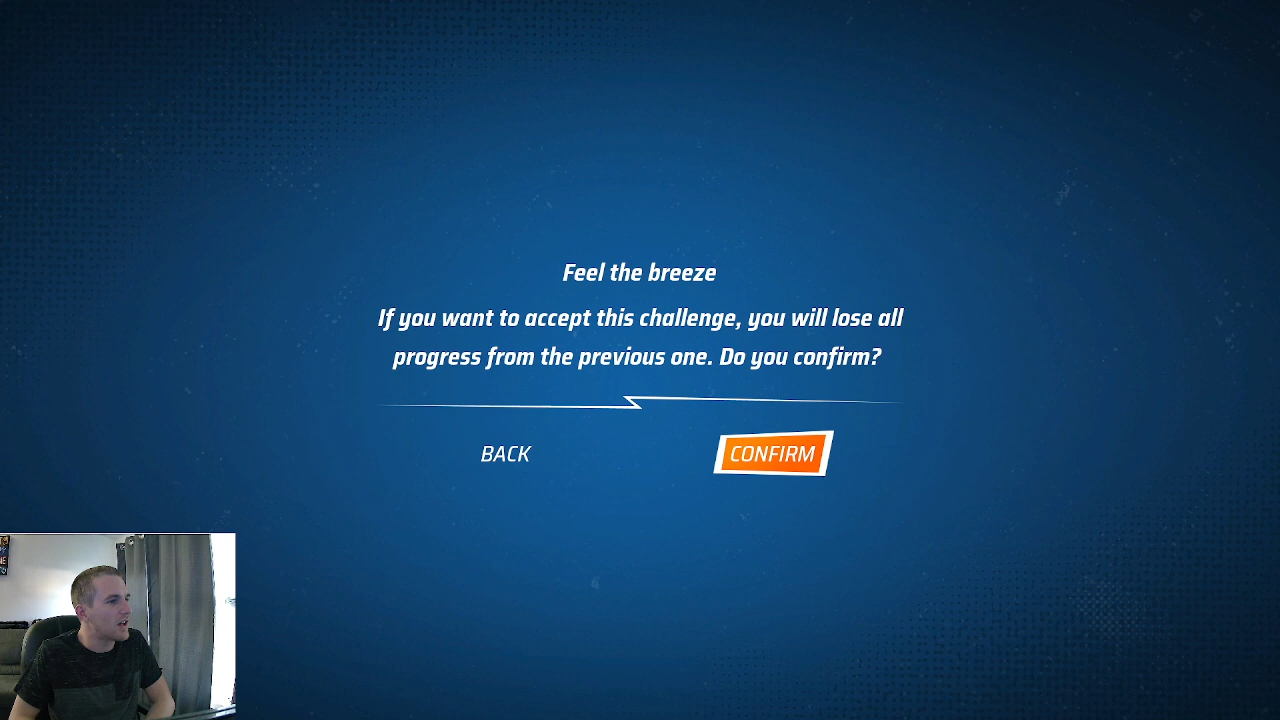 Feel the breeze
If you want to accept this challenge, you will lose all
progress from the previous one. Do you confirm?
BACK
CONFIRM